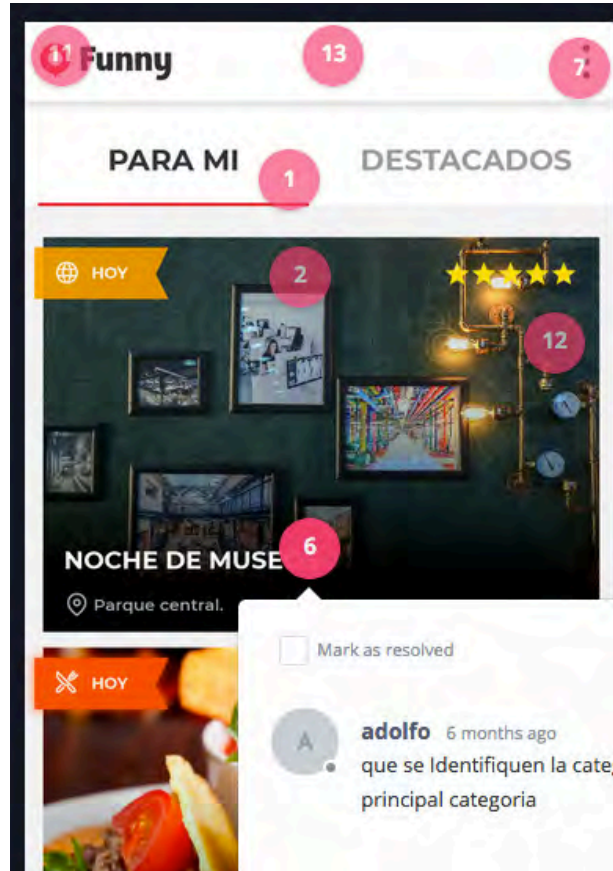 11 Funny 13 7
PARA MI 1 DESTACADOS
HOY 2
12
NOCHE DE MUSE 6
Parque central.
Mark as resolved
HOY
A adolfo 6 months ago
que se Identifiquen la cate
principal categoria